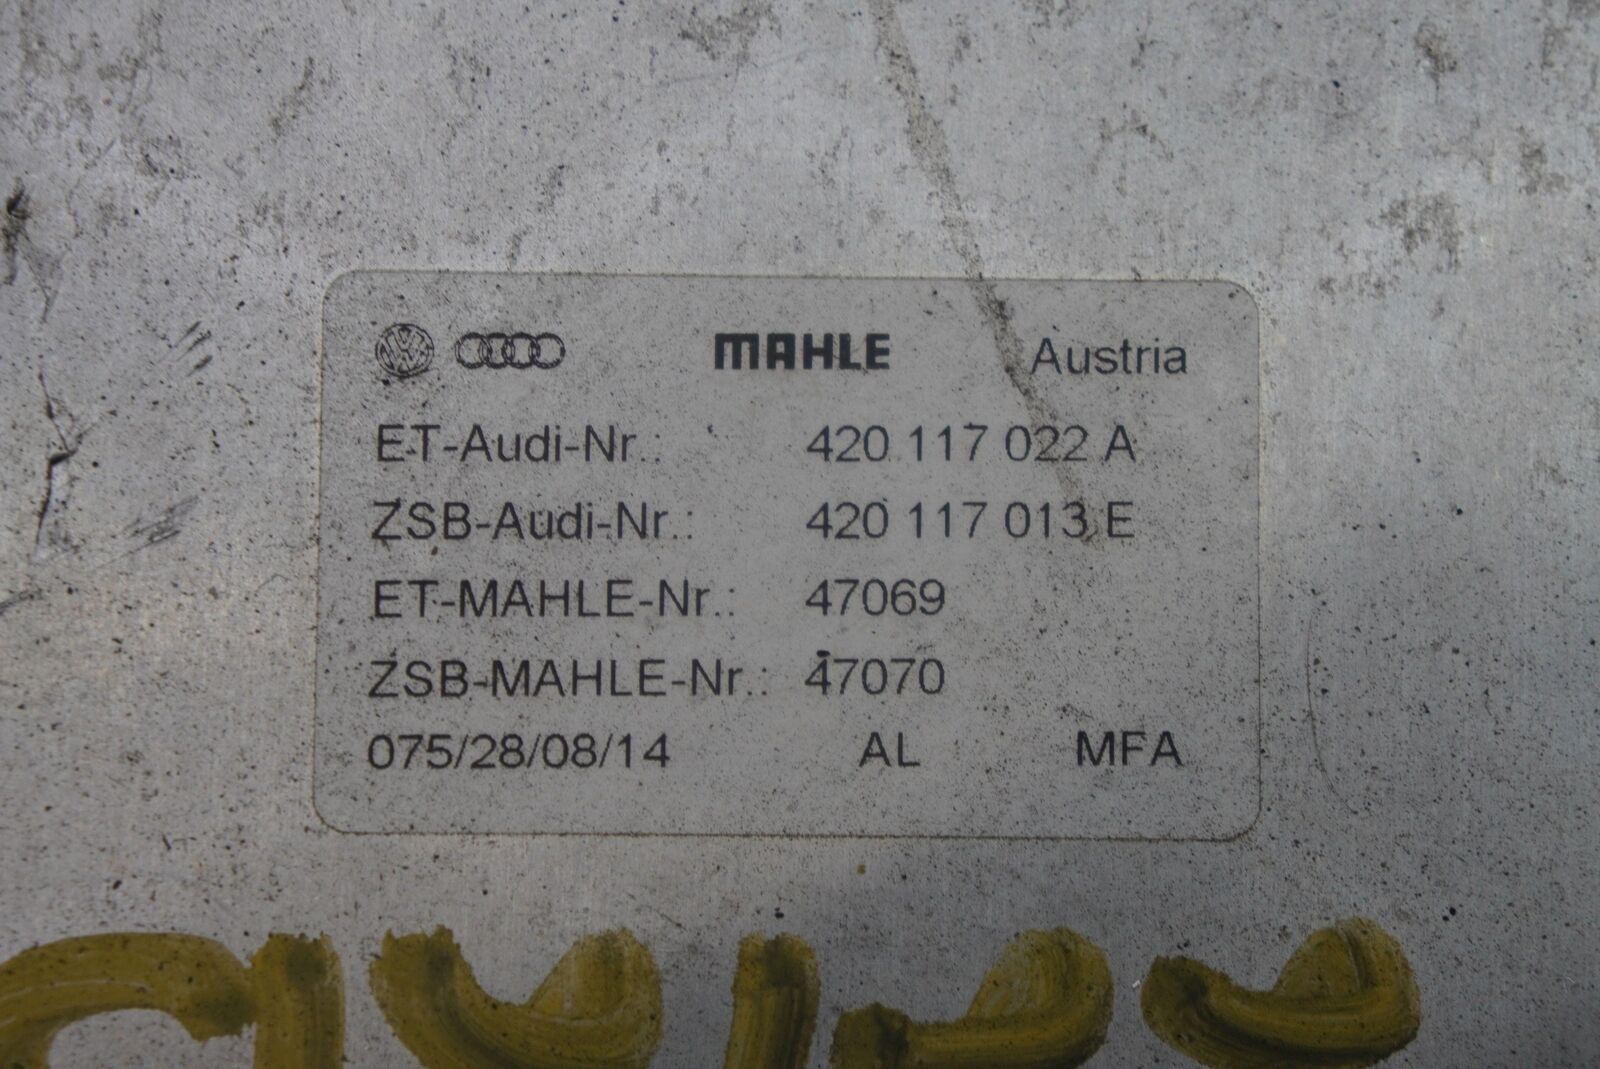 MAHLE Austria
ET-Audi-Nr.: 420 117 022 A
ZSB-Audi-Nr.: 420 117 013 E
ET-MAHLE-Nr.: 47069
ZSB-MAHLE-Nr.: 47070
075/28/08/14 AL MFA